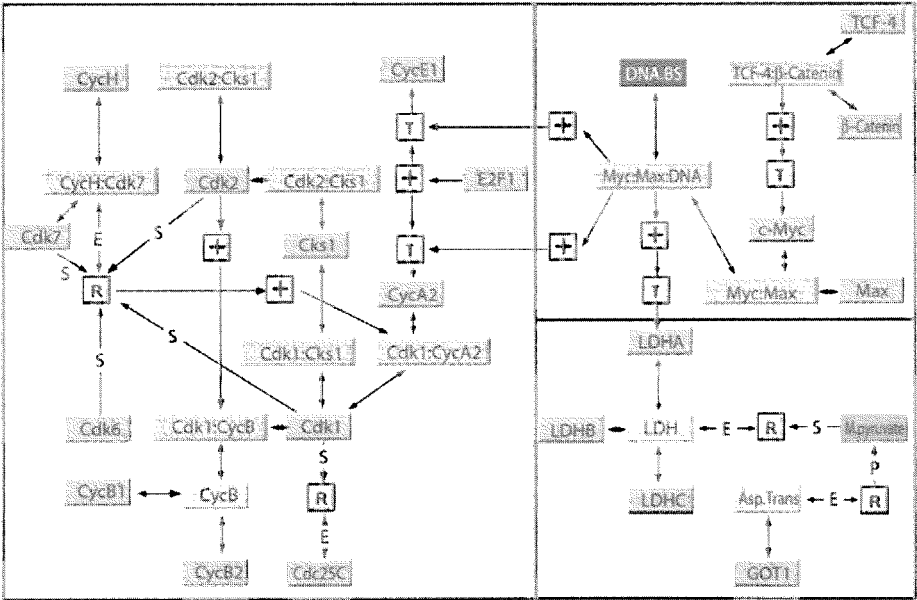 TCF-4
CycH
Cdk2:Cks1
CycE1
DNA BS
TCF-4:β-Catenin
T
+
+
β-Catenin
CycH:Cdk7
Cdk2
Cdk2:Cks1
+
E2F1
Myc:Max:DNA
T
Cdk7
E
S
+
Cks1
T
+
+
c-Myc
S
R
+
CycA2
T
Myc:Max
Max
S
S
Cdk1:Cks1
Cdk1:CycA2
LDHA
Cdk6
Cdk1:CycB
Cdk1
LDHB
LDH
E
R
S
S
P
CycB1
CycB
R
LDHC
Asp.Trans
E
R
E
CycB2
Cdc25C
GOT1